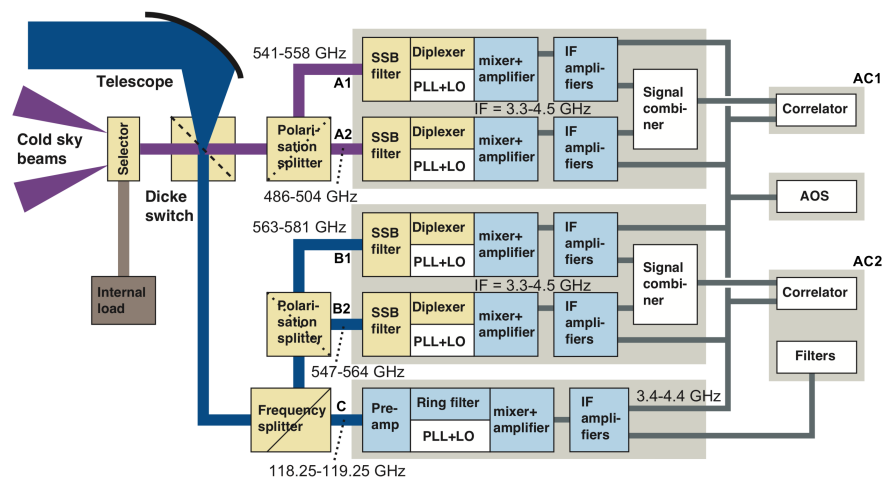 541-558 GHz
Telescope
A1
SSB
filter
Diplexer
PLL+LO
mixer+
amplifier
IF
ampli-
fiers
IF = 3.3-4.5 GHz
Signal
combi-
ner
AC1
Correlator
Cold sky
beams
Selector
Dicke
switch
Polari-
sation
splitter
A2
486-504 GHz
SSB
filter
Diplexer
PLL+LO
mixer+
amplifier
IF
ampli-
fiers
AOS
563-581 GHz
B1
SSB
filter
Diplexer
PLL+LO
mixer+
amplifier
IF
ampli-
fiers
IF = 3.3-4.5 GHz
Signal
combi-
ner
AC2
Correlator
Filters
Internal
load
Polari-
sation
splitter
B2
547-564 GHz
SSB
filter
Diplexer
PLL+LO
mixer+
amplifier
IF
ampli-
fiers
Frequency
splitter
C
118.25-119.25 GHz
Pre-
amp
Ring filter
PLL+LO
mixer+
amplifier
IF
ampli-
fiers
3.4-4.4 GHz